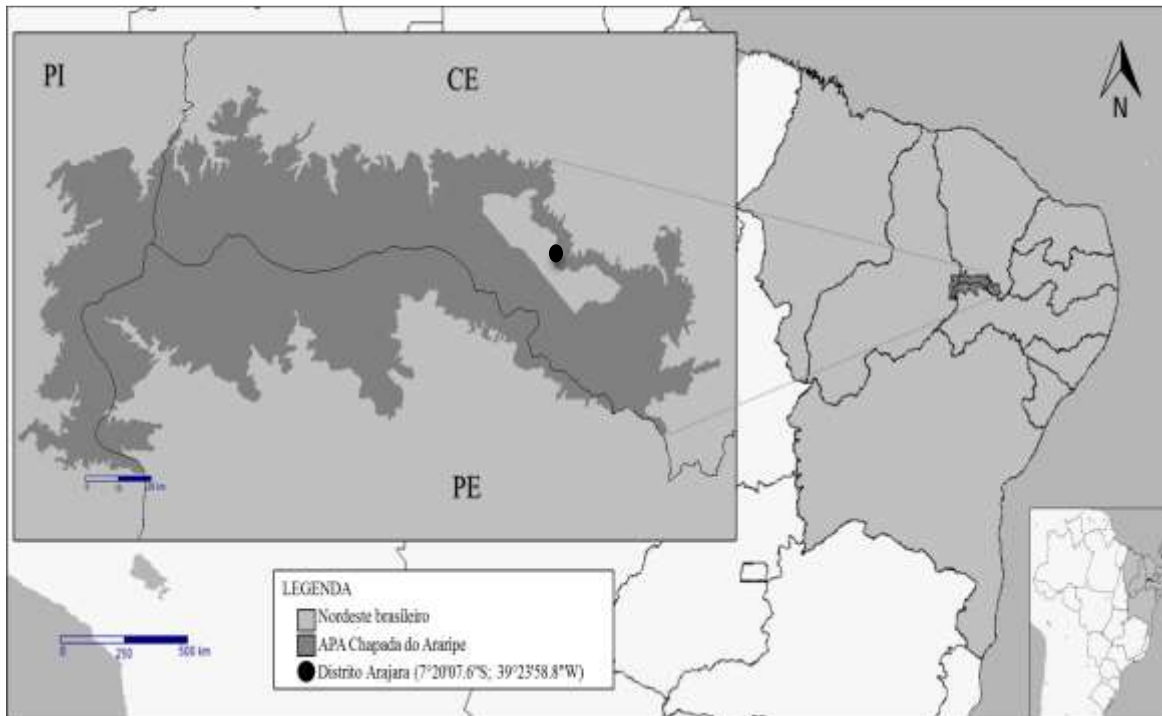 PI
CE
N
PE
LEGENDA
Nordeste brasileiro
APA Chapada do Araripe
Distrito Arajara (7°20'07.6"S; 39°23'58.8"W)
0 250 500 km